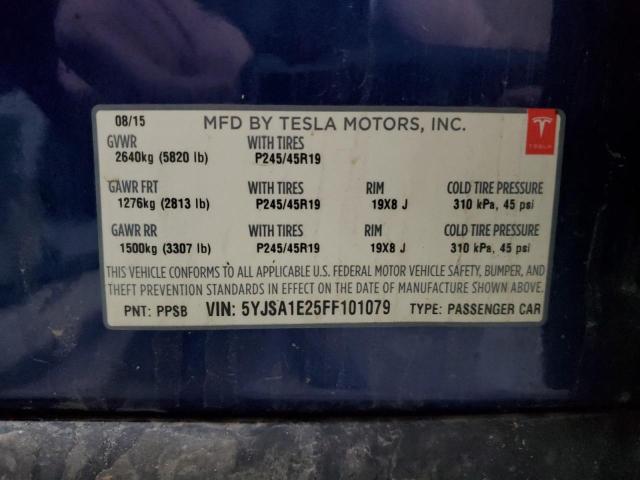 08/15 MFD BY TESLA MOTORS, INC.
TESLA
GVWR WITH TIRES
2640kg (5820 lb) P245/45R19
GAWR FRT WITH TIRES RIM COLD TIRE PRESSURE
1276kg (2813 lb) P245/45R19 19X8 J 310 kPa, 45 psi
GAWR RR WITH TIRES RIM COLD TIRE PRESSURE
1500kg (3307 lb) P245/45R19 19X8 J 310 kPa, 45 psi
THIS VEHICLE CONFORMS TO ALL APPLICABLE U.S. FEDERAL MOTOR VEHICLE SAFETY, BUMPER, AND
THEFT PREVENTION STANDARDS IN EFFECT ON THE DATE OF MANUFACTURE SHOWN ABOVE.
PNT: PPSB VIN: 5YJSA1E25FF101079 TYPE: PASSENGER CAR